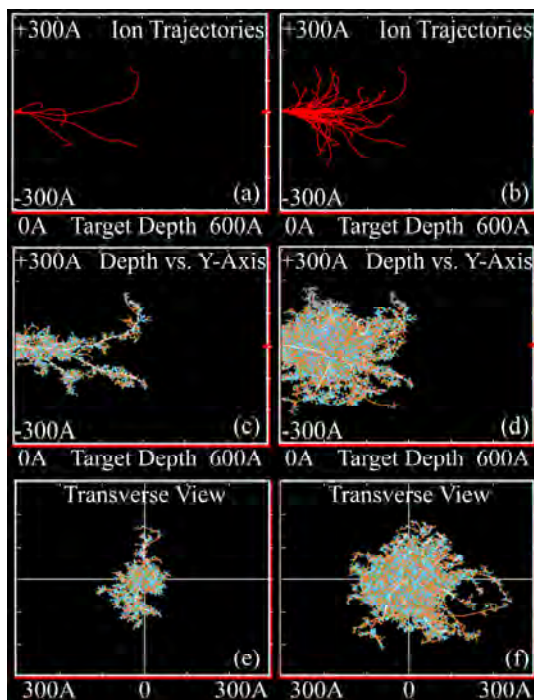 +300A Ion Trajectories
(a)
-300A
0A Target Depth 600A
+300A Ion Trajectories
(b)
-300A
0A Target Depth 600A
+300A Depth vs. Y-Axis
(c)
-300A
0A Target Depth 600A
+300A Depth vs. Y-Axis
(d)
-300A
0A Target Depth 600A
Transverse View
(e)
300A 0 300A
Transverse View
(f)
300A 0 300A